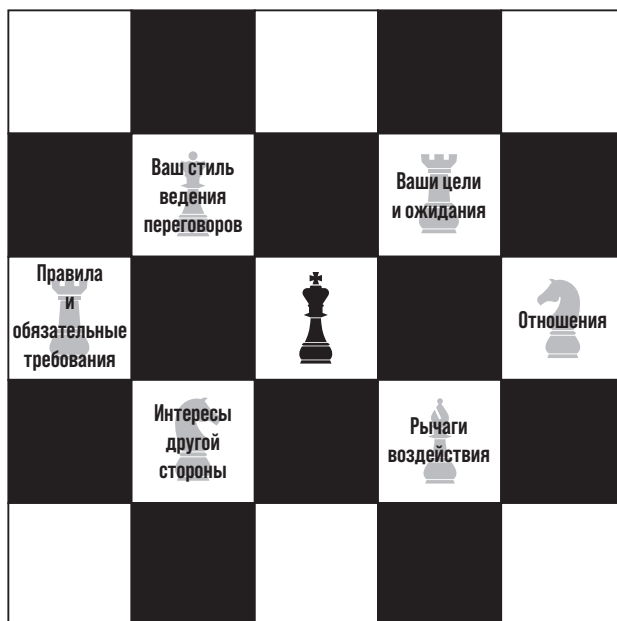 Ваш стиль
ведения
переговоров
Ваши цели
и ожидания
Правила
и
обязательные
требования
Отношения
Интересы
другой
стороны
Рычаги
воздействия